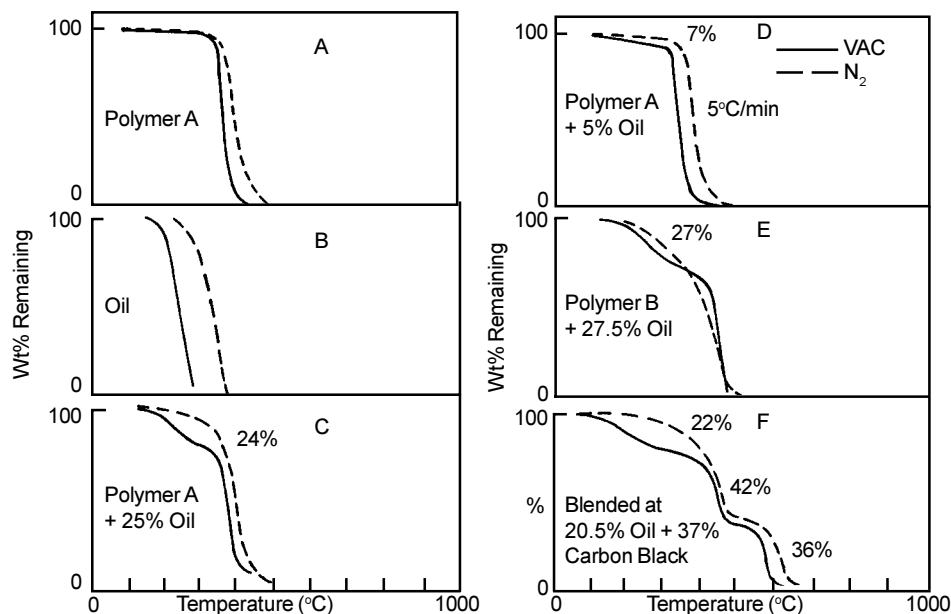 100
A
Polymer A
0
100
B
Oil
0
Wt% Remaining
100
24%
C
Polymer A
+ 25% Oil
0
0
Temperature (°C)
1000
100
7%
D
VAC
N2
5°C/min
Polymer A
+ 5% Oil
0
100
E
27%
Polymer B
+ 27.5% Oil
0
Wt% Remaining
100
22%
F
42%
%
Blended at
20.5% Oil + 37%
Carbon Black
36%
0
0
Temperature (°C)
1000